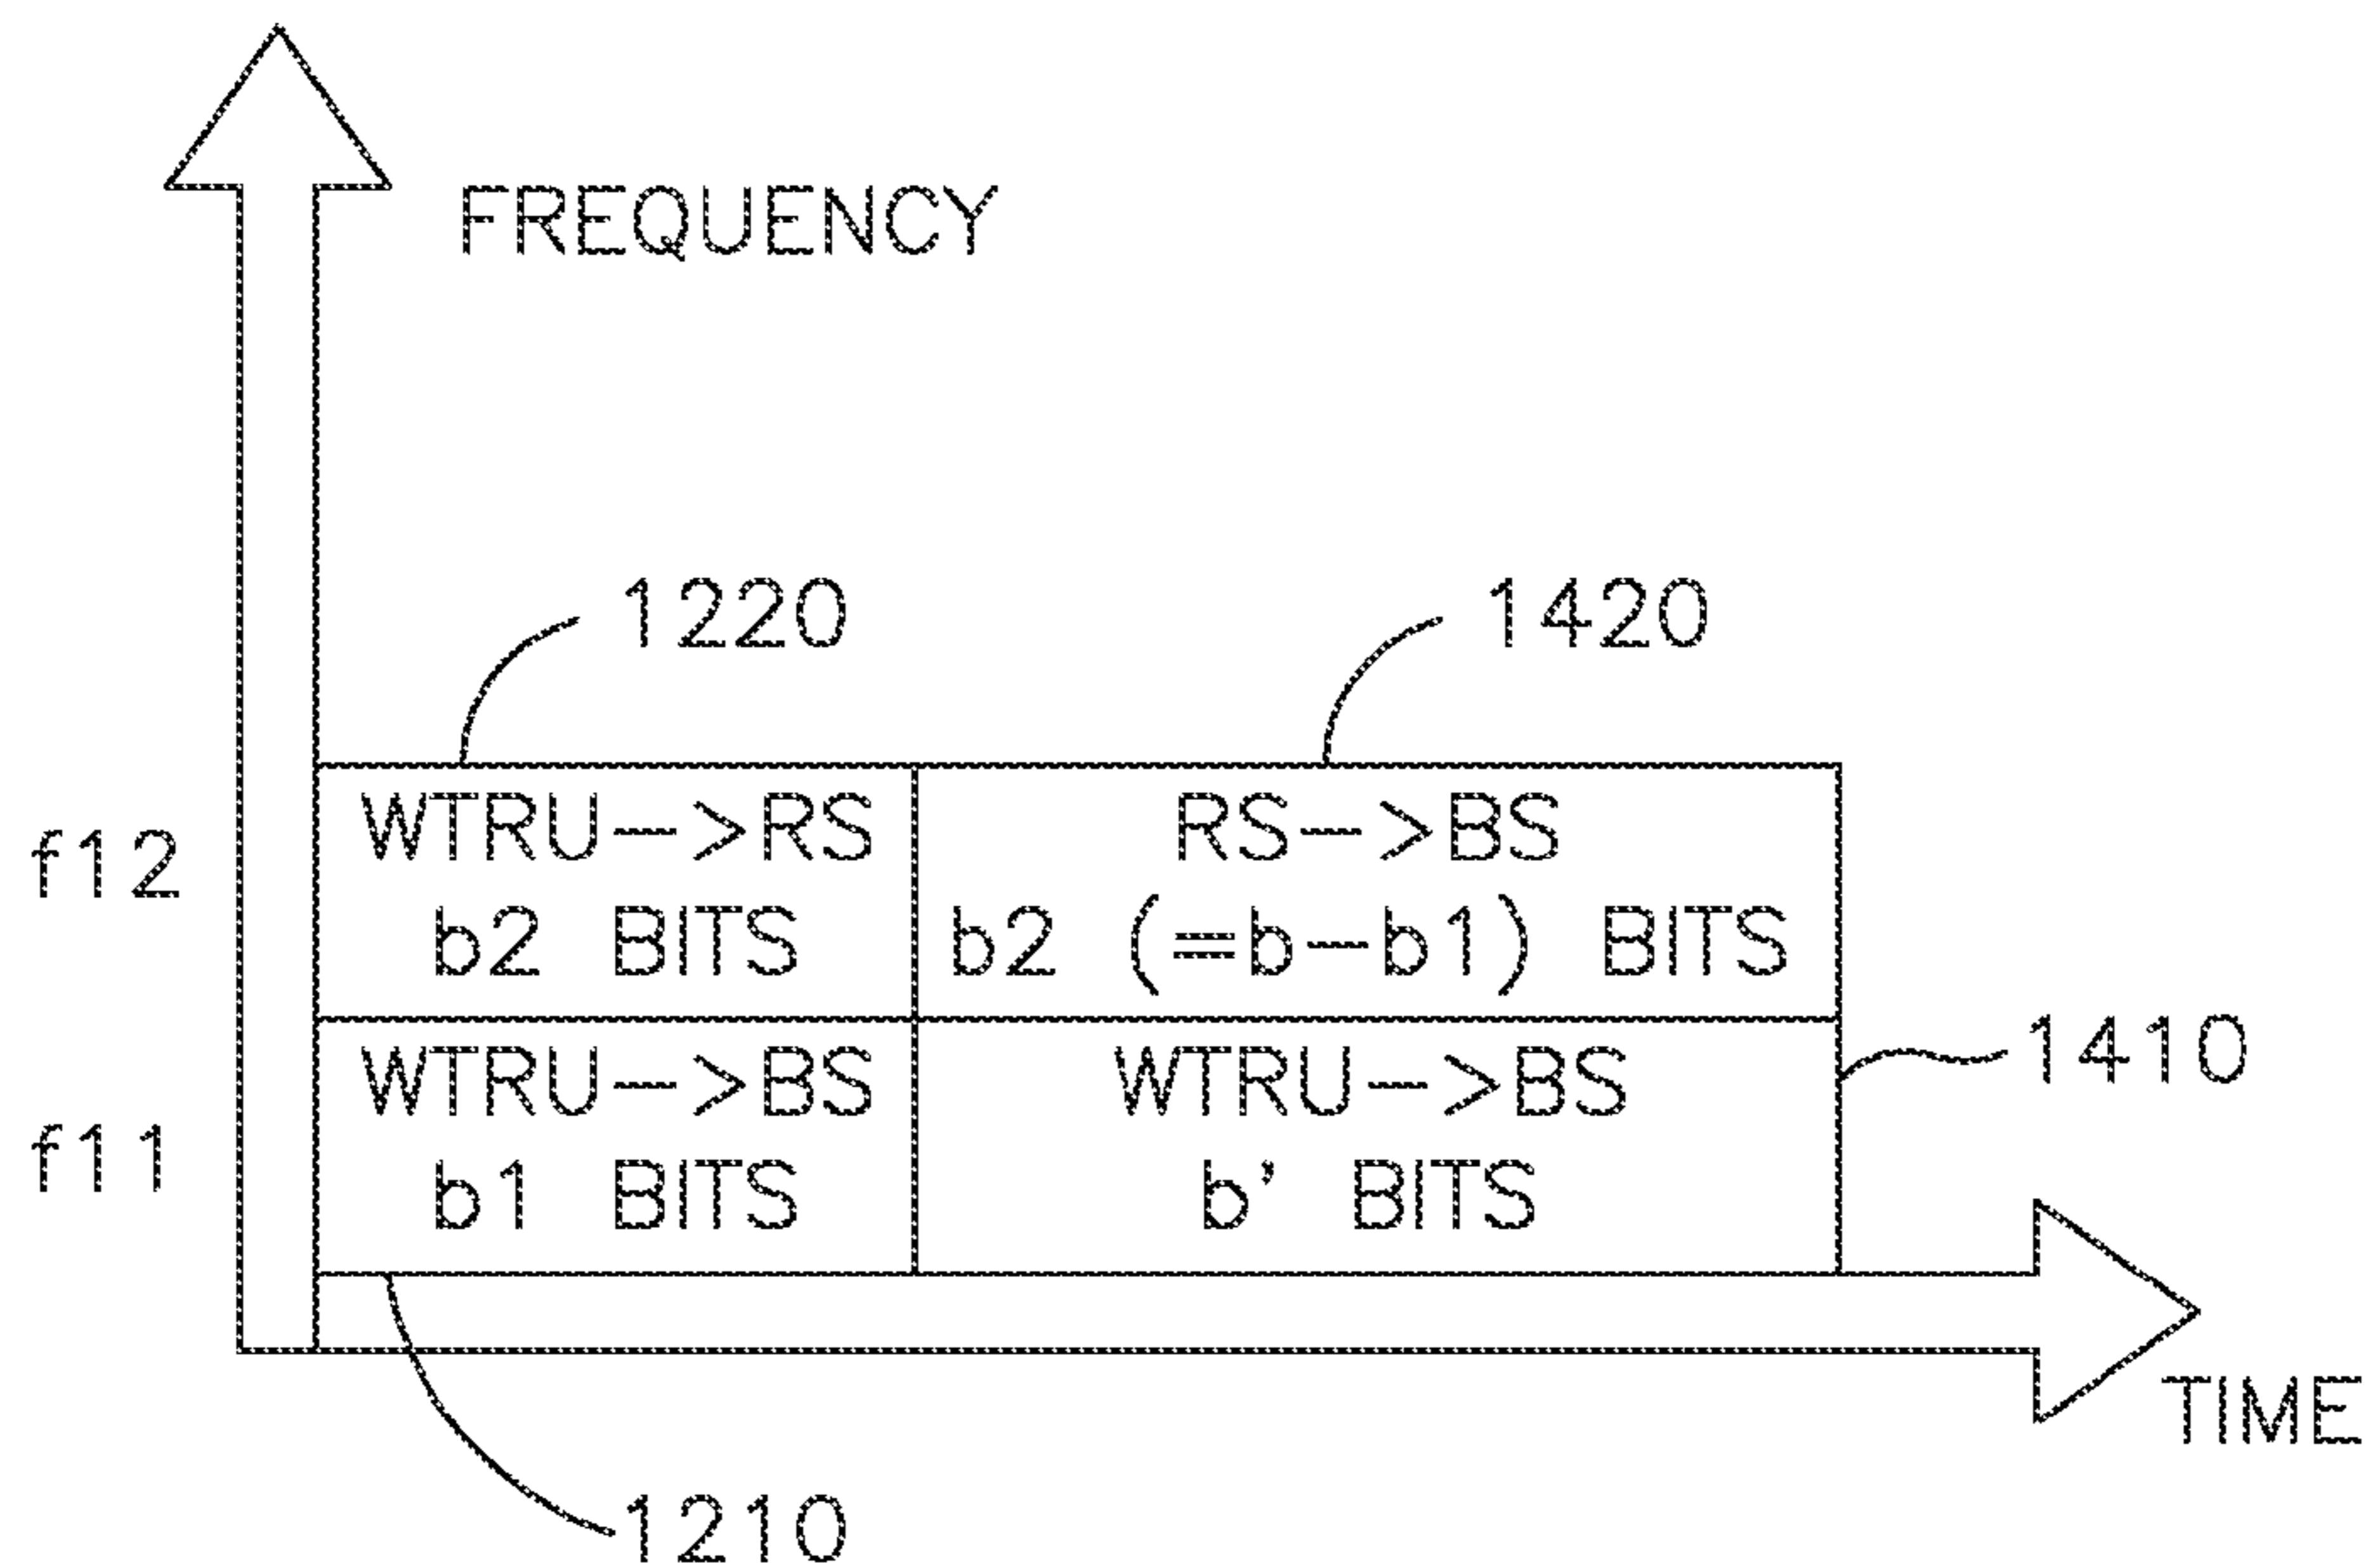 FREQUENCY
1220
1420
f12
WTRU->RS
b2 BITS
RS->BS
b2 (=b-b1) BITS
f11
WTRU->BS
b1 BITS
WTRU->BS
b' BITS
1410
TIME
1210